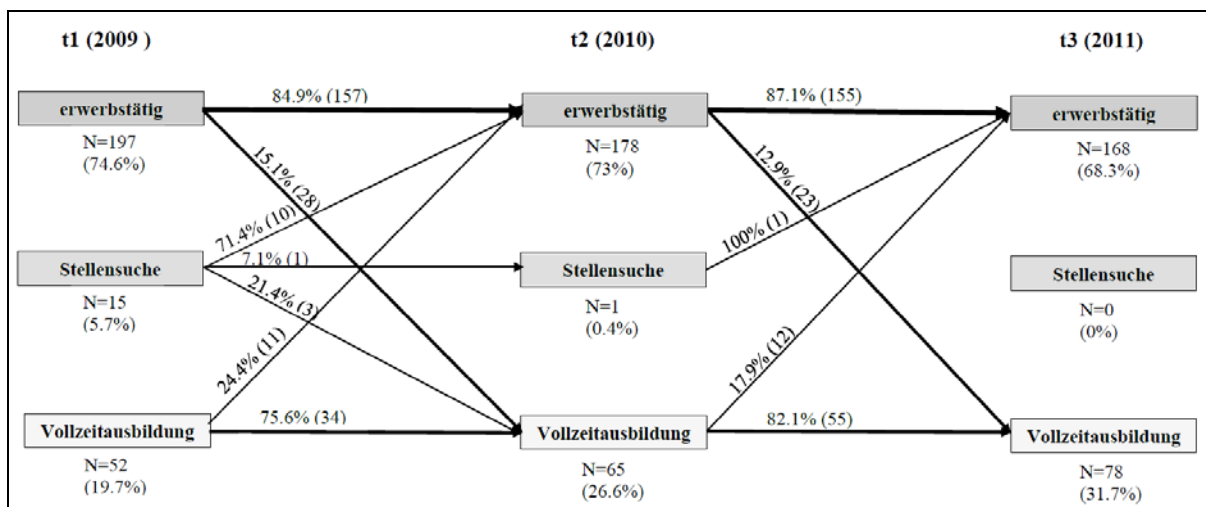 t1 (2009 )
t2 (2010)
t3 (2011)
erwerbstätig
84.9% (157)
erwerbstätig
87.1% (155)
erwerbstätig
N=197
(74.6%)
N=178
(73%)
N=168
(68.3%)
15.1% (28)
12.9% (23)
71.4% (10)
100% (1)
Stellensuche
7.1% (1)
Stellensuche
Stellensuche
N=15
(5.7%)
21.4% (3)
N=1
(0.4%)
N=0
(0%)
24.4% (11)
17.9% (12)
Vollzeitausbildung
75.6% (34)
Vollzeitausbildung
82.1% (55)
Vollzeitausbildung
N=52
(19.7%)
N=65
(26.6%)
N=78
(31.7%)